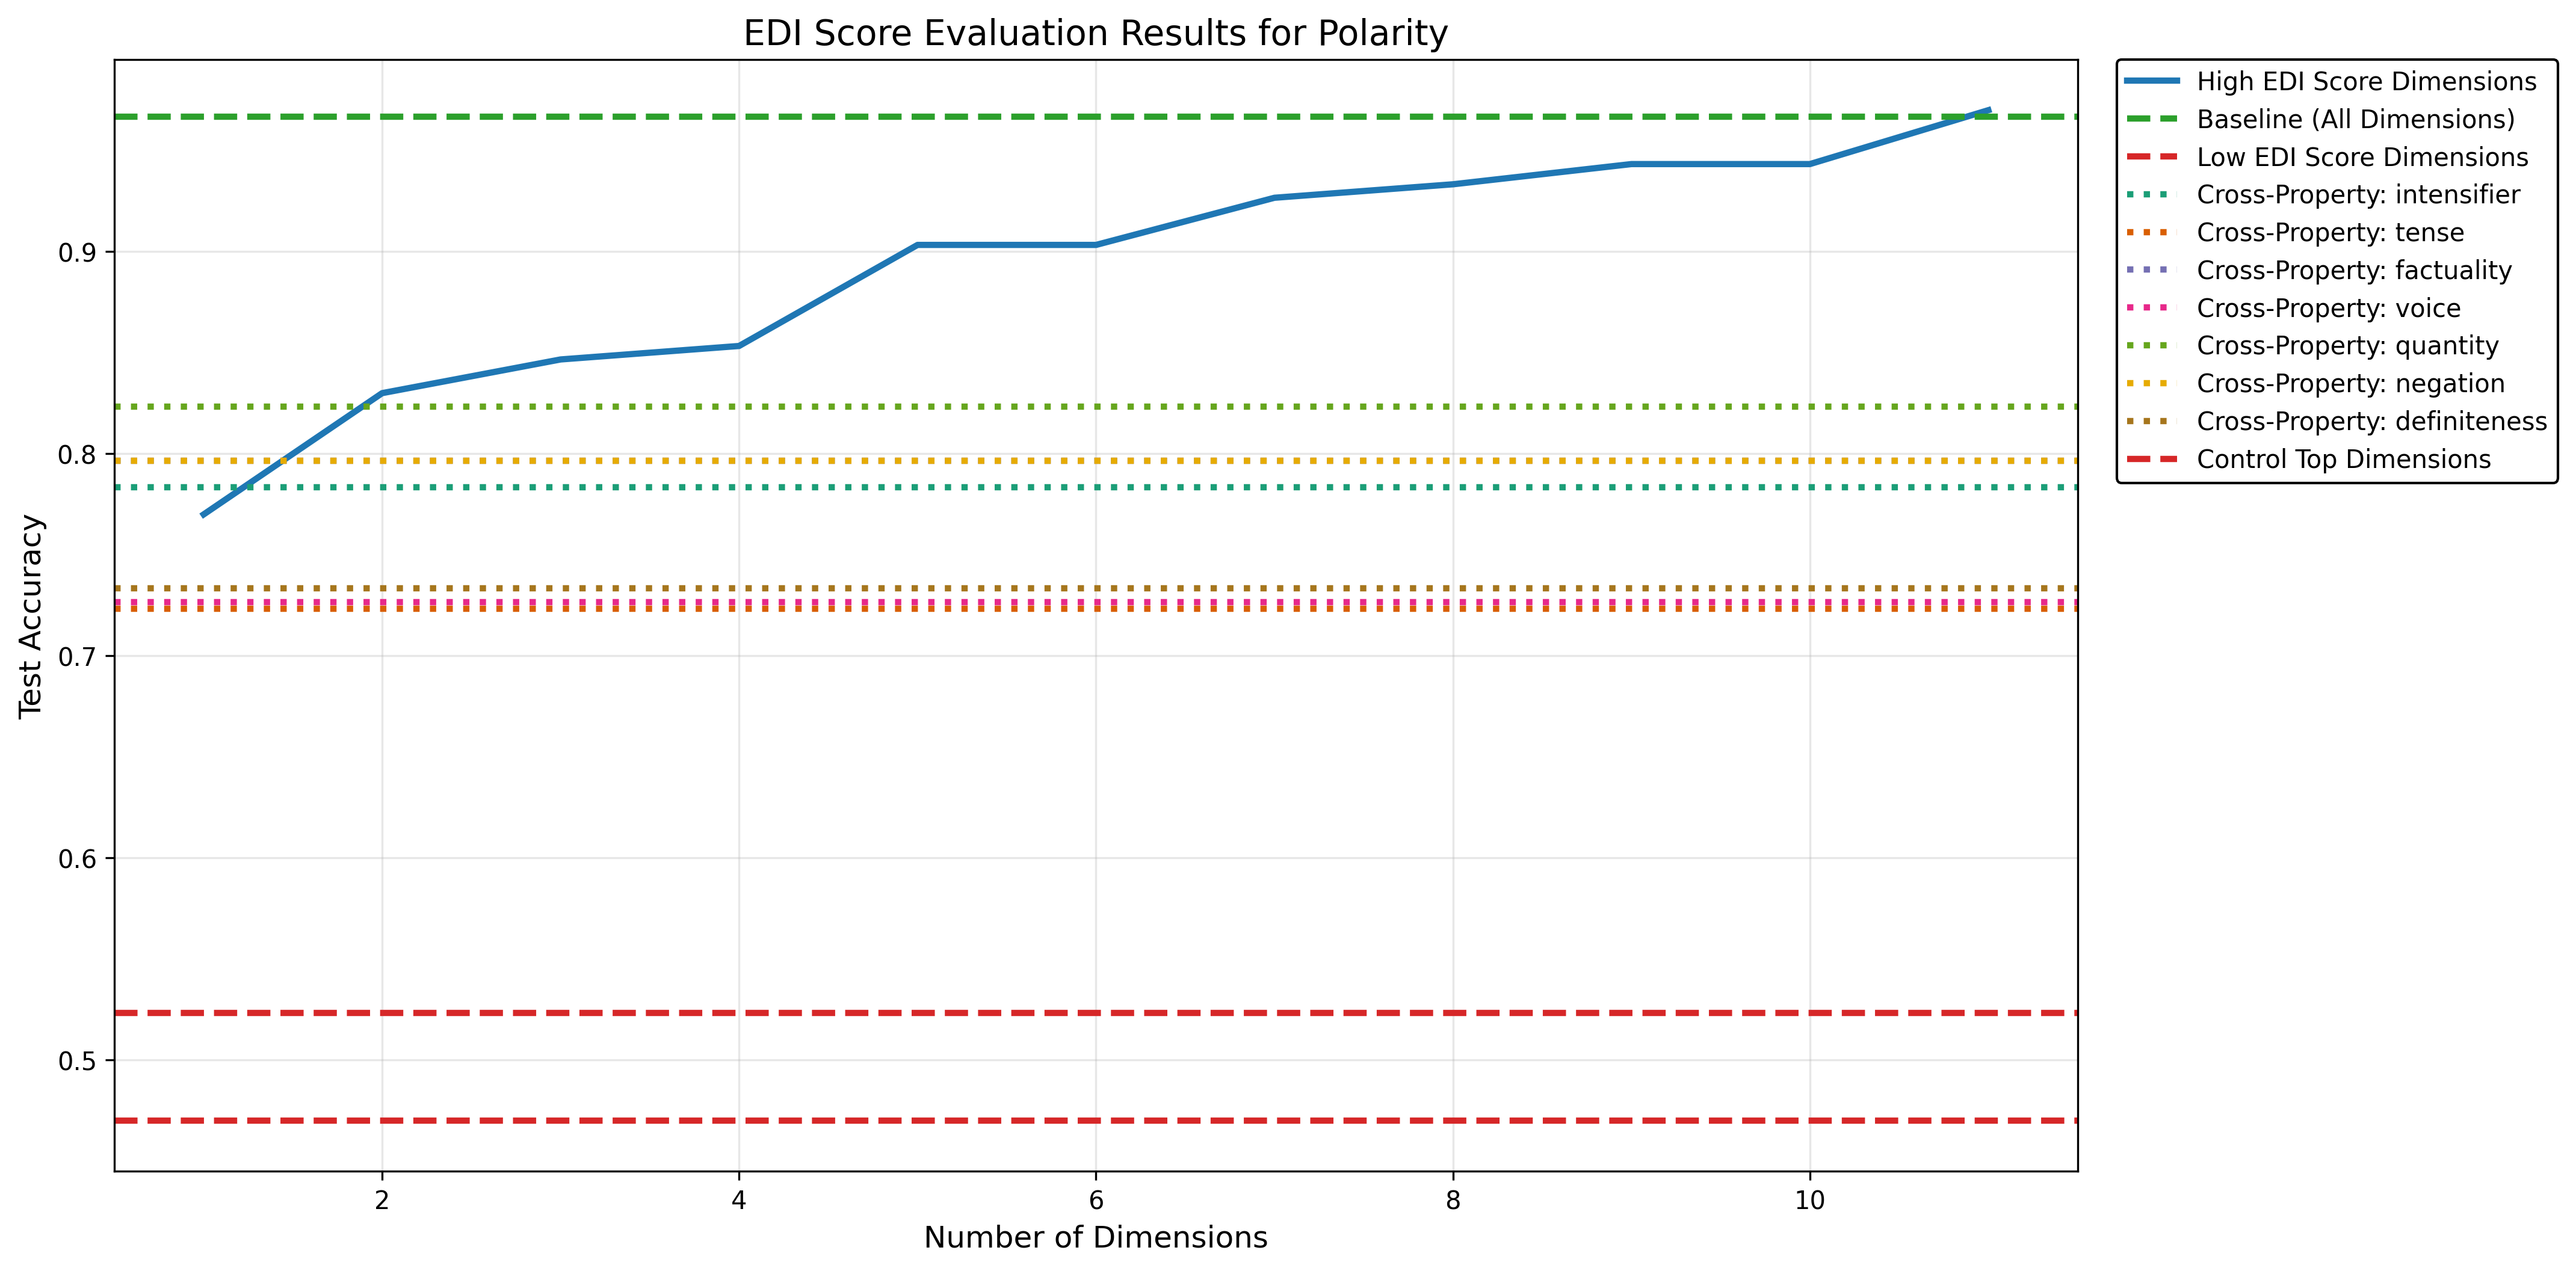 EDI Score Evaluation Results for Polarity
High EDI Score Dimensions
Baseline (All Dimensions)
Low EDI Score Dimensions
Cross-Property: intensifier
Cross-Property: tense
Cross-Property: factuality
Cross-Property: voice
Cross-Property: quantity
Cross-Property: negation
Cross-Property: definiteness
Control Top Dimensions
Test Accuracy
0.9
0.8
0.7
0.6
0.5
2 4 6 8 10
Number of Dimensions